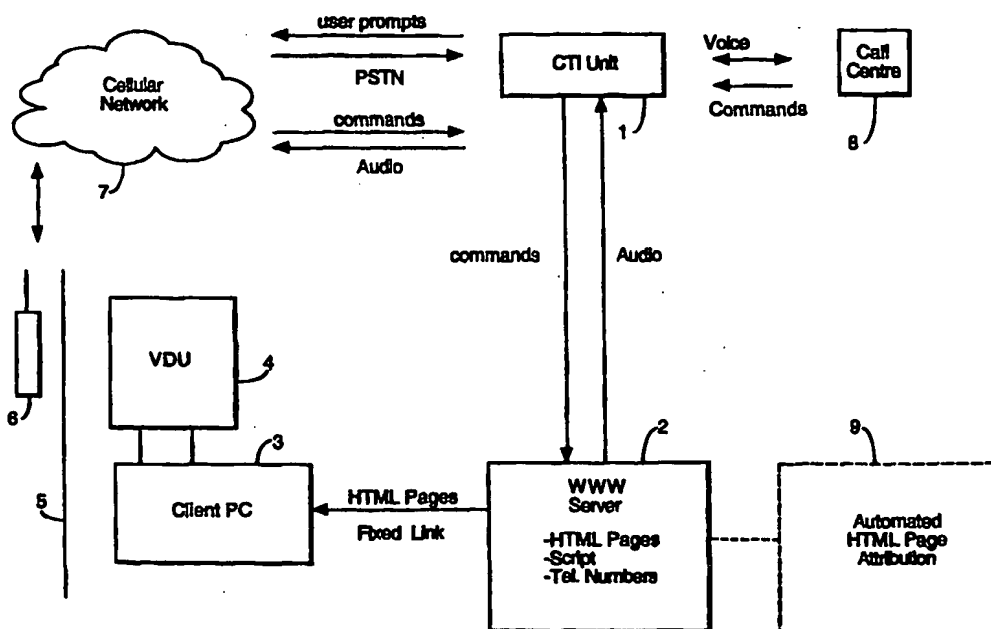 user prompts
PSTN
Cellular
Network
commands
Audio
7
CTI Unit
1
Voice
Commands
Call
Centre
8
commands
Audio
6
5
VDU
4
3
Client PC
HTML Pages
Fixed Link
2
WWW
Server
-HTML Pages
-Script
-Tel. Numbers
9
Automated
HTML Page
Attribution